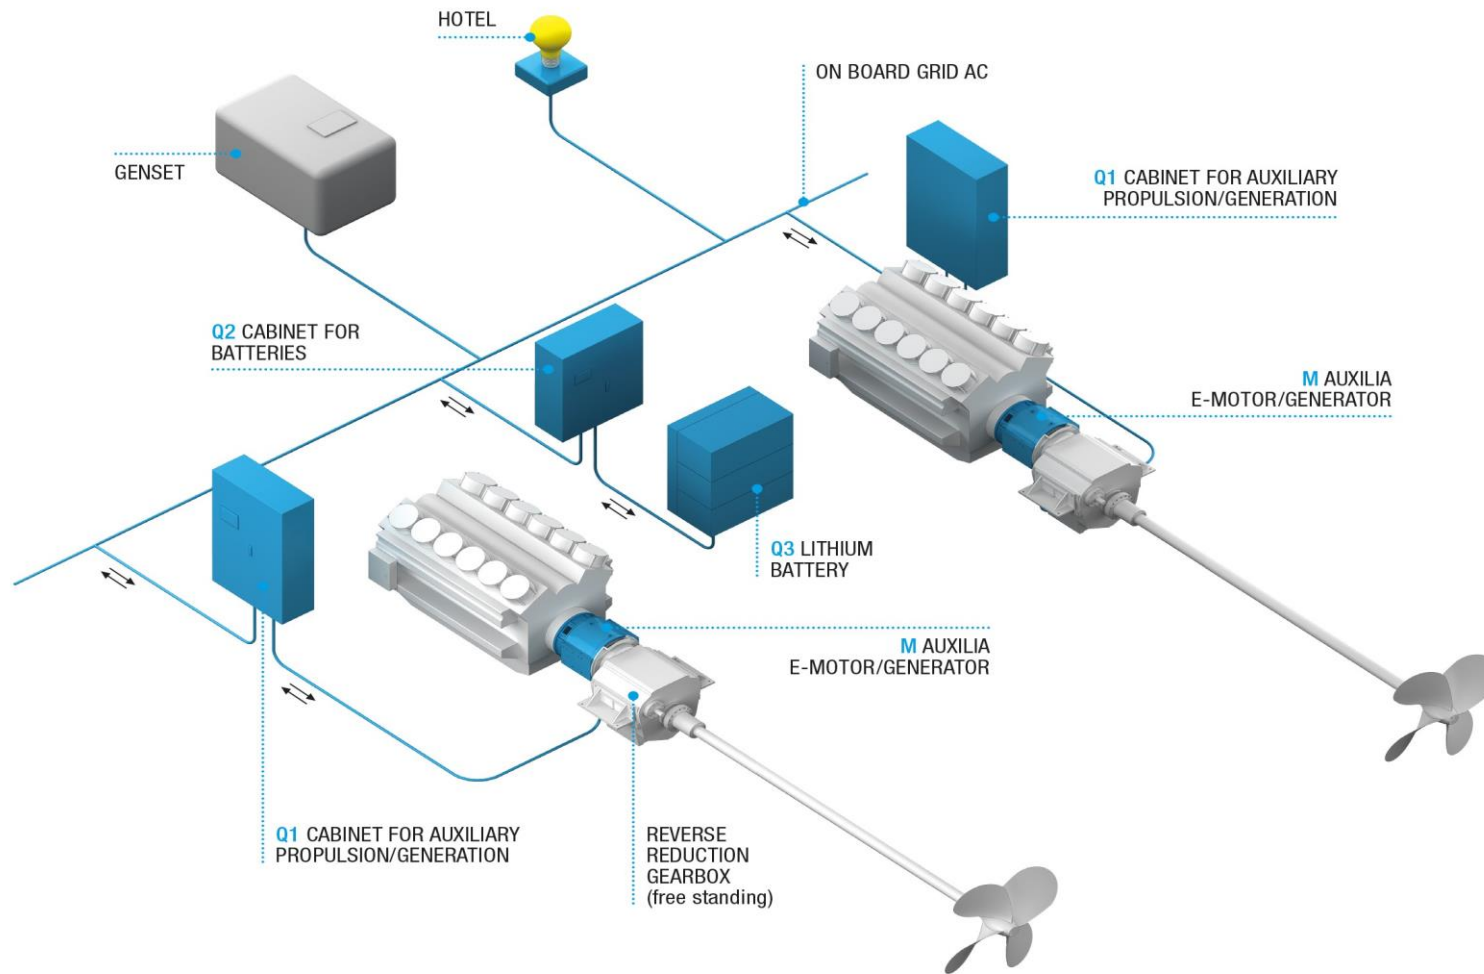 HOTEL
ON BOARD GRID AC
GENSET
Q1 CABINET FOR AUXILIARY
PROPULSION/GENERATION
Q2 CABINET FOR
BATTERIES
M AUXILIA
E-MOTOR/GENERATOR
Q3 LITHIUM
BATTERY
M AUXILIA
E-MOTOR/GENERATOR
Q1 CABINET FOR AUXILIARY
PROPULSION/GENERATION
REVERSE
REDUCTION
GEARBOX
(free standing)